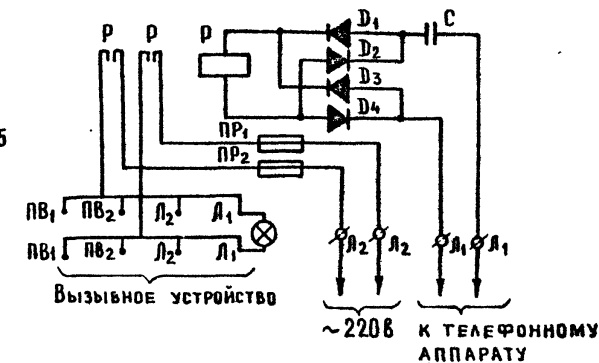 Р Р Р D1 С
D2
D3
D4
ПР1
ПР2
5
ПВ1 ПВ2 Л2 Л1
ПВ1 ПВ2 Л2 Л1
Л2 Л2 Л1 Л1
Вызывное устройство
~220В
К ТЕЛЕФОННОМУ
АППАРАТУ